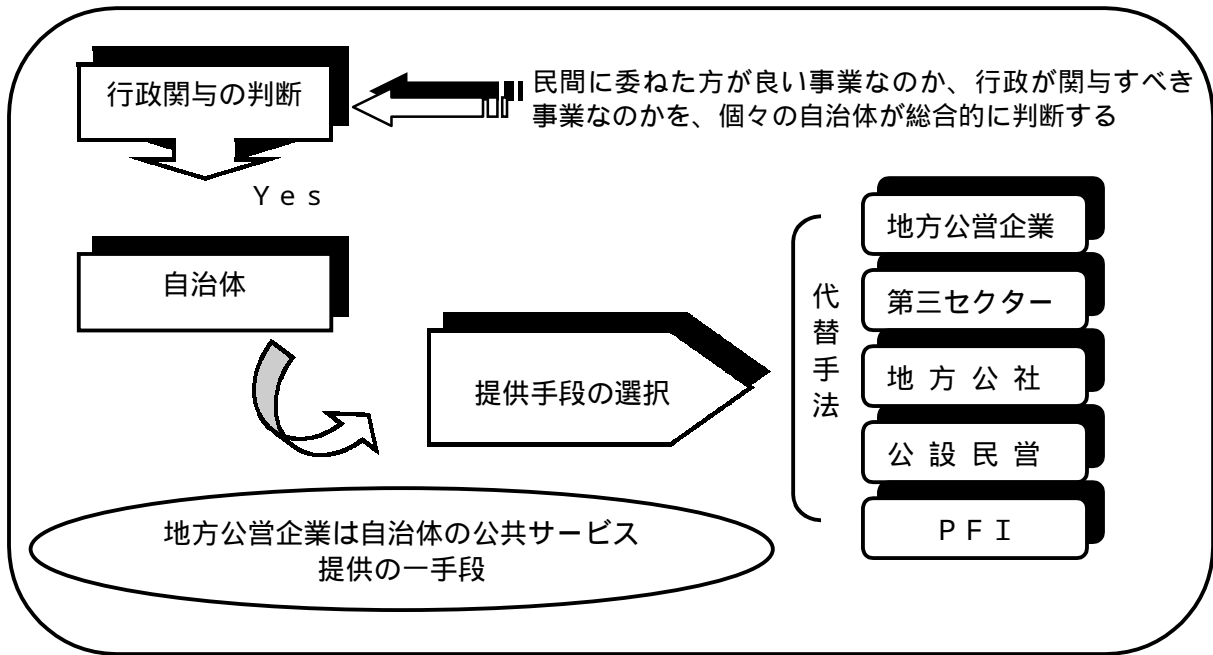 行政関与の判断
民間に委ねた方が良い事業なのか、行政が関与すべき
事業なのかを、個々の自治体が総合的に判断する
Yes
自治体
提供手段の選択
代替手法
地方公営企業
第三セクター
地方公社
公設民営
PFI
地方公営企業は自治体の公共サービス
提供の一手段